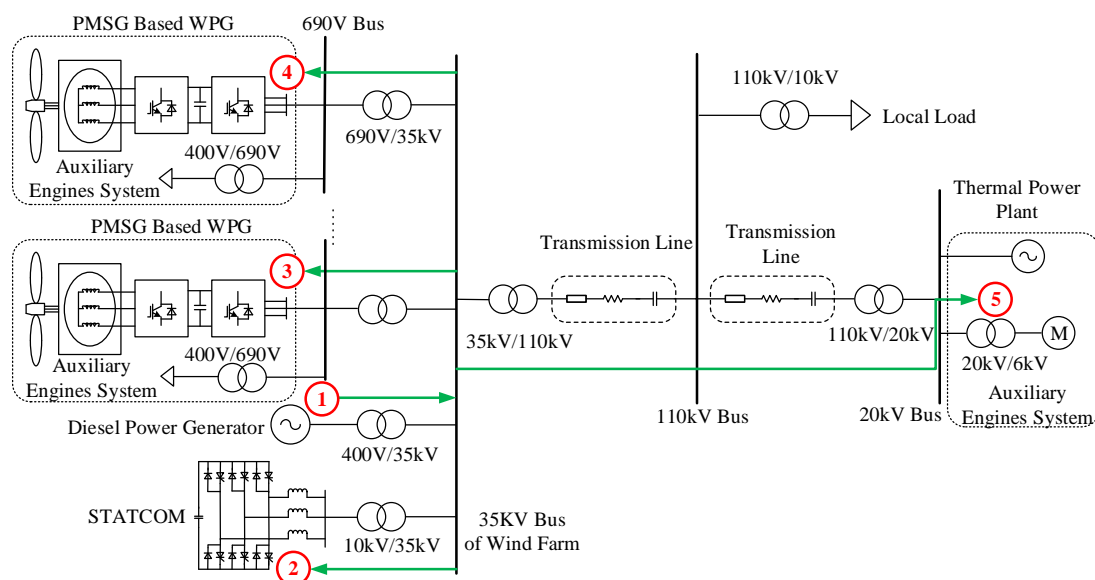 PMSG Based WPG
690V Bus
4
110kV/10kV
Local Load
690V/35kV
400V/690V
Auxiliary
Engines System
Thermal Power
Plant
PMSG Based WPG
Transmission Line
Transmission
Line
3
5
35kV/110kV
110kV/20kV
M
20kV/6kV
400V/690V
Auxiliary
Engines System
Auxiliary
Engines System
1
110kV Bus
20kV Bus
Diesel Power Generator
400V/35kV
STATCOM
35KV Bus
of Wind Farm
10kV/35kV
2